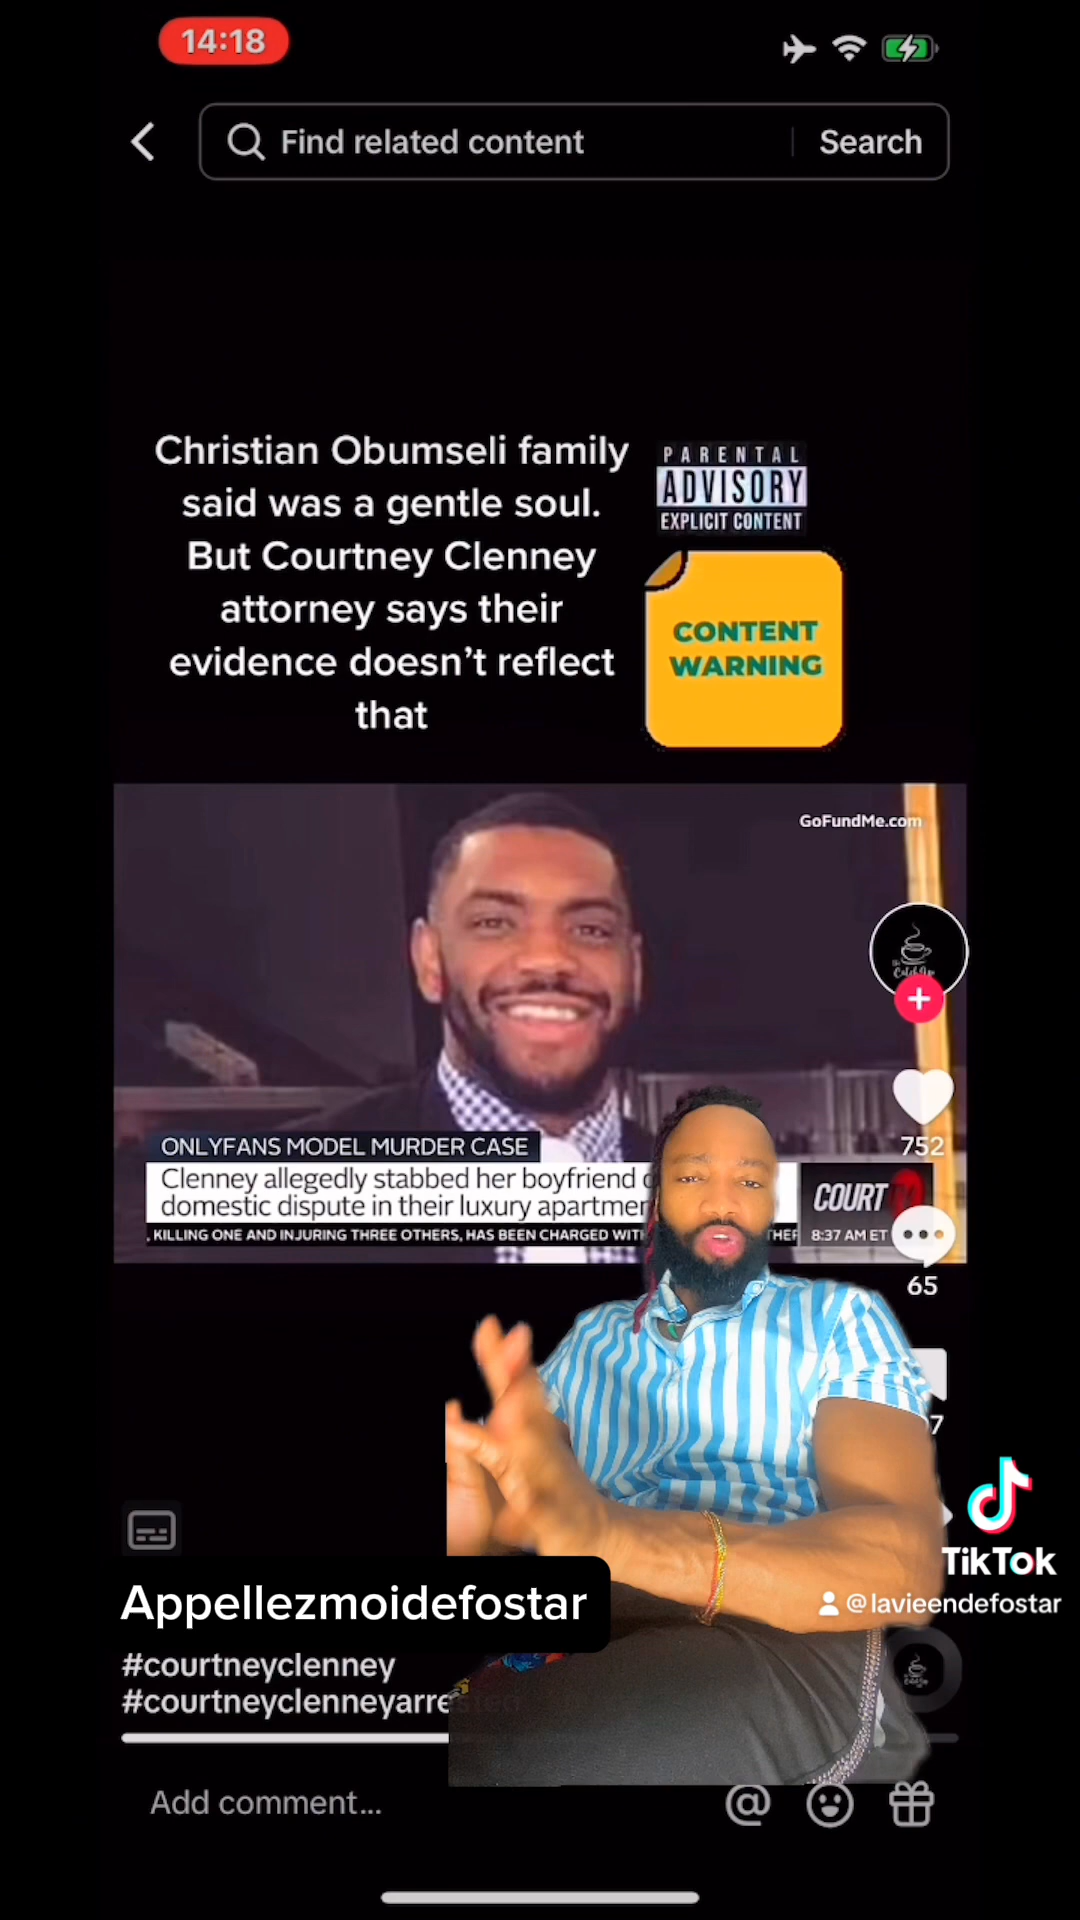 14:18
Find related content
Search
Christian Obumseli family
said was a gentle soul.
But Courtney Clenney
attorney says their
evidence doesn't reflect
that
PARENTAL
ADVISORY
EXPLICIT CONTENT
CONTENT
WARNING
GoFundMe.com
752
ONLYFANS MODEL MURDER CASE
Clenney allegedly stabbed her boyfriend
domestic dispute in their luxury
COURT
, KILLING ONE AND INJURING THREE OTHERS, HAS BEEN CHARGED
8:37 AM ET
65
7
TikTok
@lavieendefostar
Appellezmoidefostar
#courtneyclenney
Add comment...